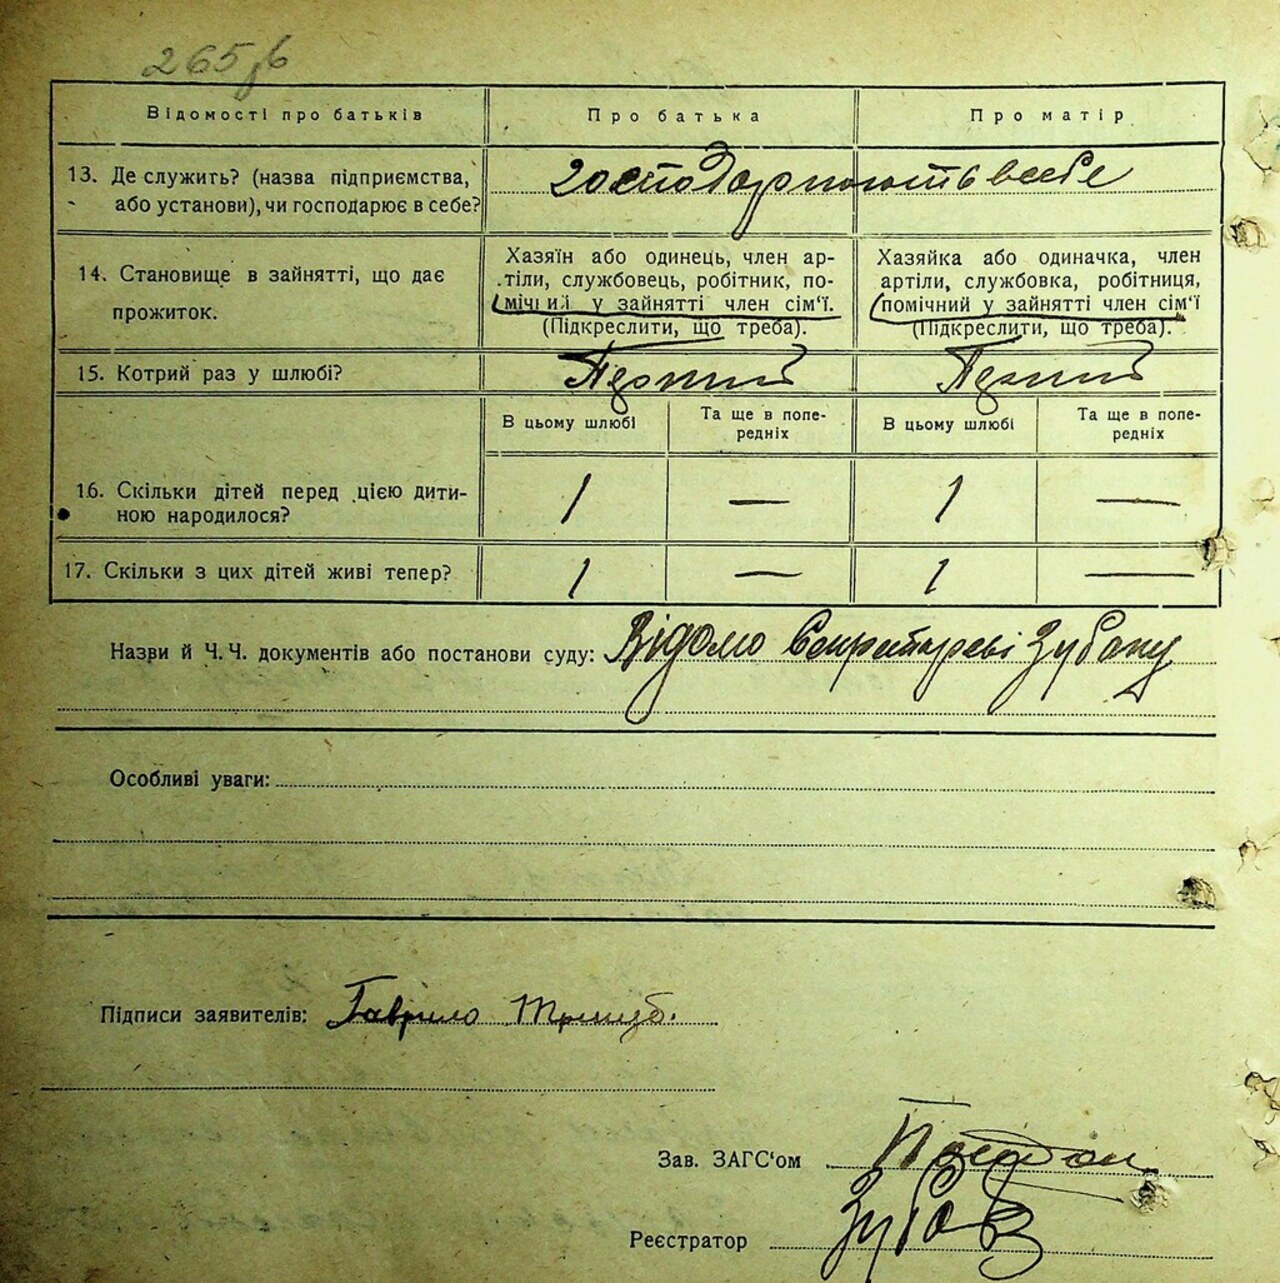 265 зв
Відомості про батьків
Про батька
Про матір
13. Де служить? (назва підприємства, або установи), чи господарює в себе?
господарюють в себе
14. Становище в зайнятті, що дає прожиток.
Хазяїн або одинець, член ар-
тіли, службовець, робітник, по-
мічний у зайнятті член сім'ї.
(Підкреслити, що треба).
Хазяйка або одиначка, член
артіли, службовка, робітниця,
помічний у зайнятті член сім'ї
(Підкреслити, що треба).
15. Котрий раз у шлюбі?
В цьому шлюбі
Та ще в попе-
редніх
В цьому шлюбі
Та ще в попе-
редніх
16. Скільки дітей перед цією дити-
ною народилося?
1 — 1 —
17. Скільки з цих дітей живі тепер?
1 — 1 —
Назви й Ч. Ч. документів або постанови суду: Відомо Секретареві Зубону
Особливі уваги:
Підписи заявителів: Гаврило
Зав. ЗАГС'ом
Реєстратор